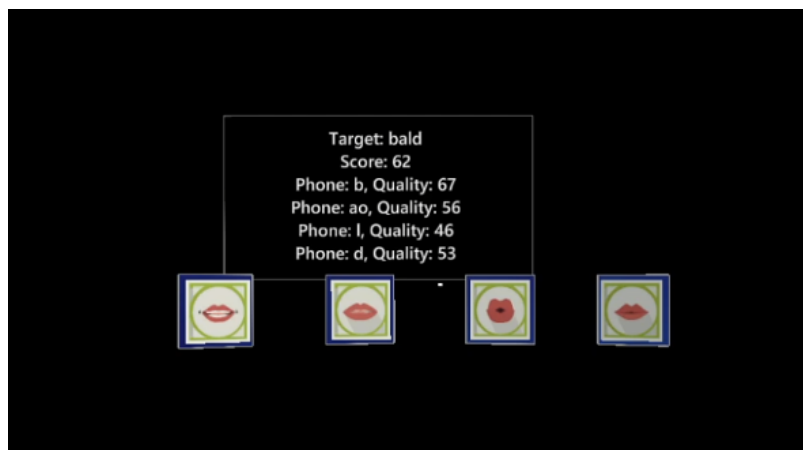 Target: bald
Score: 62
Phone: b, Quality: 67
Phone: ao, Quality: 56
Phone: l, Quality: 46
Phone: d, Quality: 53